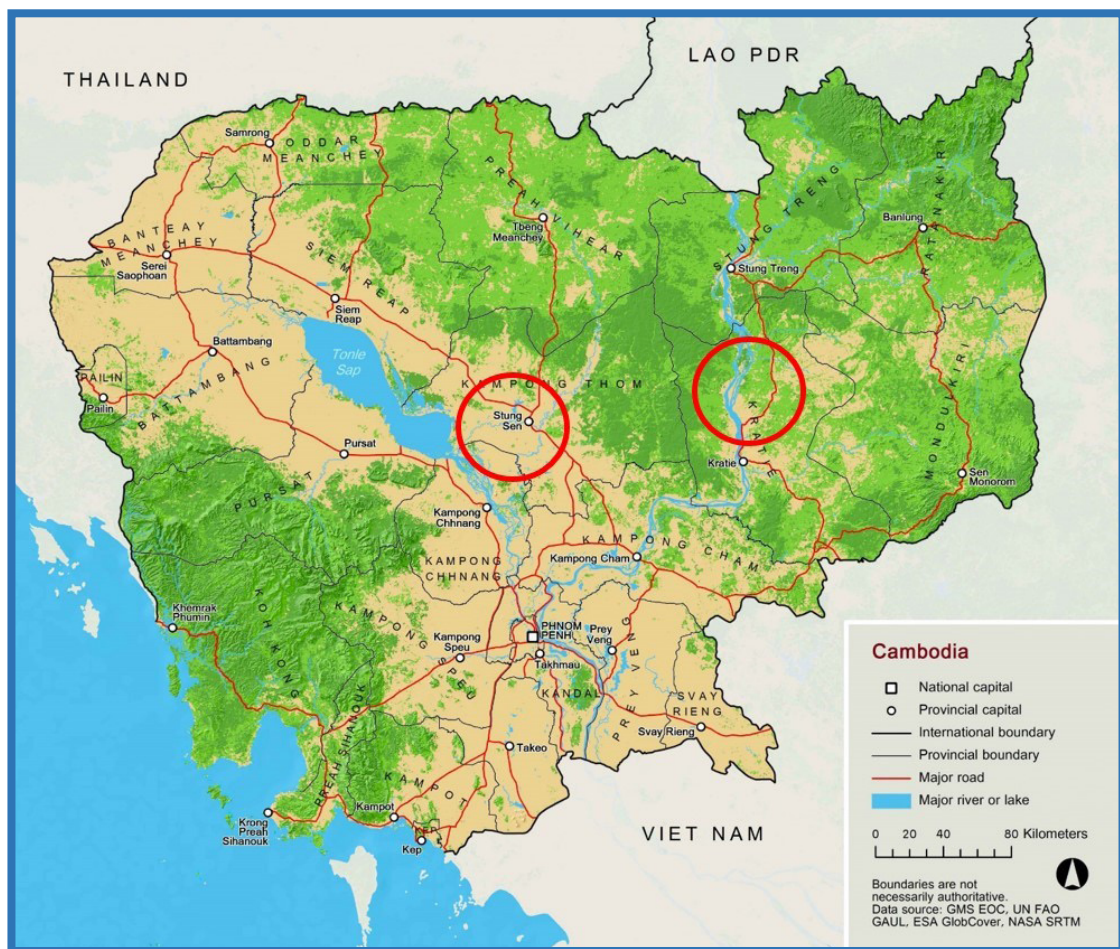 THAILAND
LAO PDR
Samrong
ODDAR
MEANCHEY
PREAH VIHEAR
STUNG TRENG
RATANAKIRI
BANTEAY
MEANCHEY
Serei
Saophoan
SIEM REAP
Tbeng
Meanchey
Banlung
Stung Treng
Siem
Reap
Battambang
Tonle
Sap
PAILIN
Pailin
BATTAMBANG
KAMPONG THOM
Stung
Sen
KRATIE
Kratie
MONDULKIRI
Sen
Monorom
Pursat
PURSAT
Kampong
Chhnang
KAMPONG
CHHNANG
KAMPONG CHAM
Kampong Cham
KOH KONG
Khemrak
Phumin
KAMPONG SPEU
Kampong
Speu
PHNOM
PENH
Takhmau
Prey
Veng
KANDAL
PREY VENG
SVAY
RIENG
Svay Rieng
PREAH SIHANOUK
Takeo
KAMPOT
Kampot
Krong
Preah
Sihanouk
KEP
Kep
VIET NAM
Cambodia
National capital
Provincial capital
International boundary
Provincial boundary
Major road
Major river or lake
0 20 40 80 Kilometers
Boundaries are not
necessarily authoritative.
Data source: GMS EOC, UN FAO
GAUL, ESA GlobCover, NASA SRTM